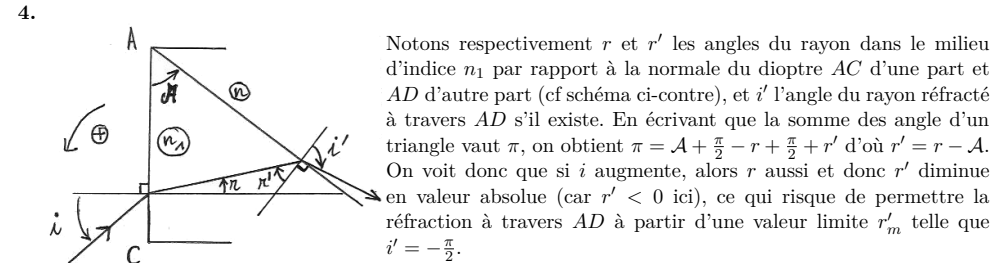 4.
A
𝒜
n
n₁
⊕
i'
r
r'
i
C
Notons respectivement r et r′ les angles du rayon dans le milieu
d'indice n₁ par rapport à la normale du dioptre AC d'une part et
AD d'autre part (cf schéma ci-contre), et i′ l'angle du rayon réfracté
à travers AD s'il existe. En écrivant que la somme des angle d'un
triangle vaut π, on obtient π = 𝒜 + π/2 − r + π/2 + r′ d'où r′ = r − 𝒜.
On voit donc que si i augmente, alors r aussi et donc r′ diminue
en valeur absolue (car r′ < 0 ici), ce qui risque de permettre la
réfraction à travers AD à partir d'une valeur limite r′ₘ telle que
i′ = −π/2.